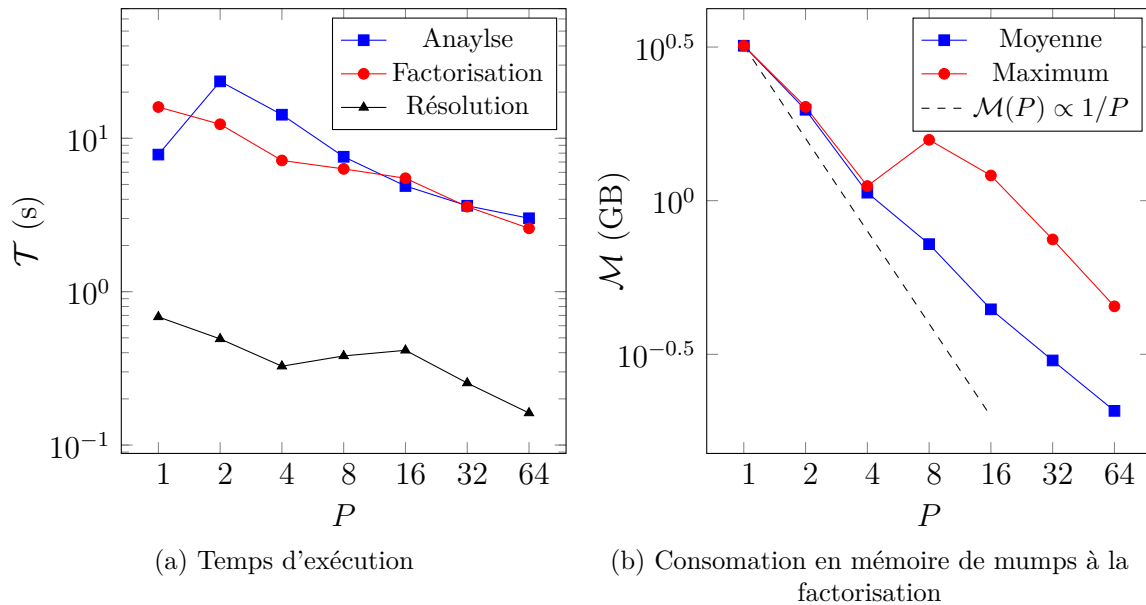 Anaylse
Factorisation
Résolution
10^1
10^0
10^−1
𝒯 (s)
1 2 4 8 16 32 64
P
(a) Temps d'exécution
Moyenne
Maximum
ℳ(P) ∝ 1/P
10^0.5
10^0
10^−0.5
ℳ (GB)
1 2 4 8 16 32 64
P
(b) Consomation en mémoire de mumps à la
factorisation